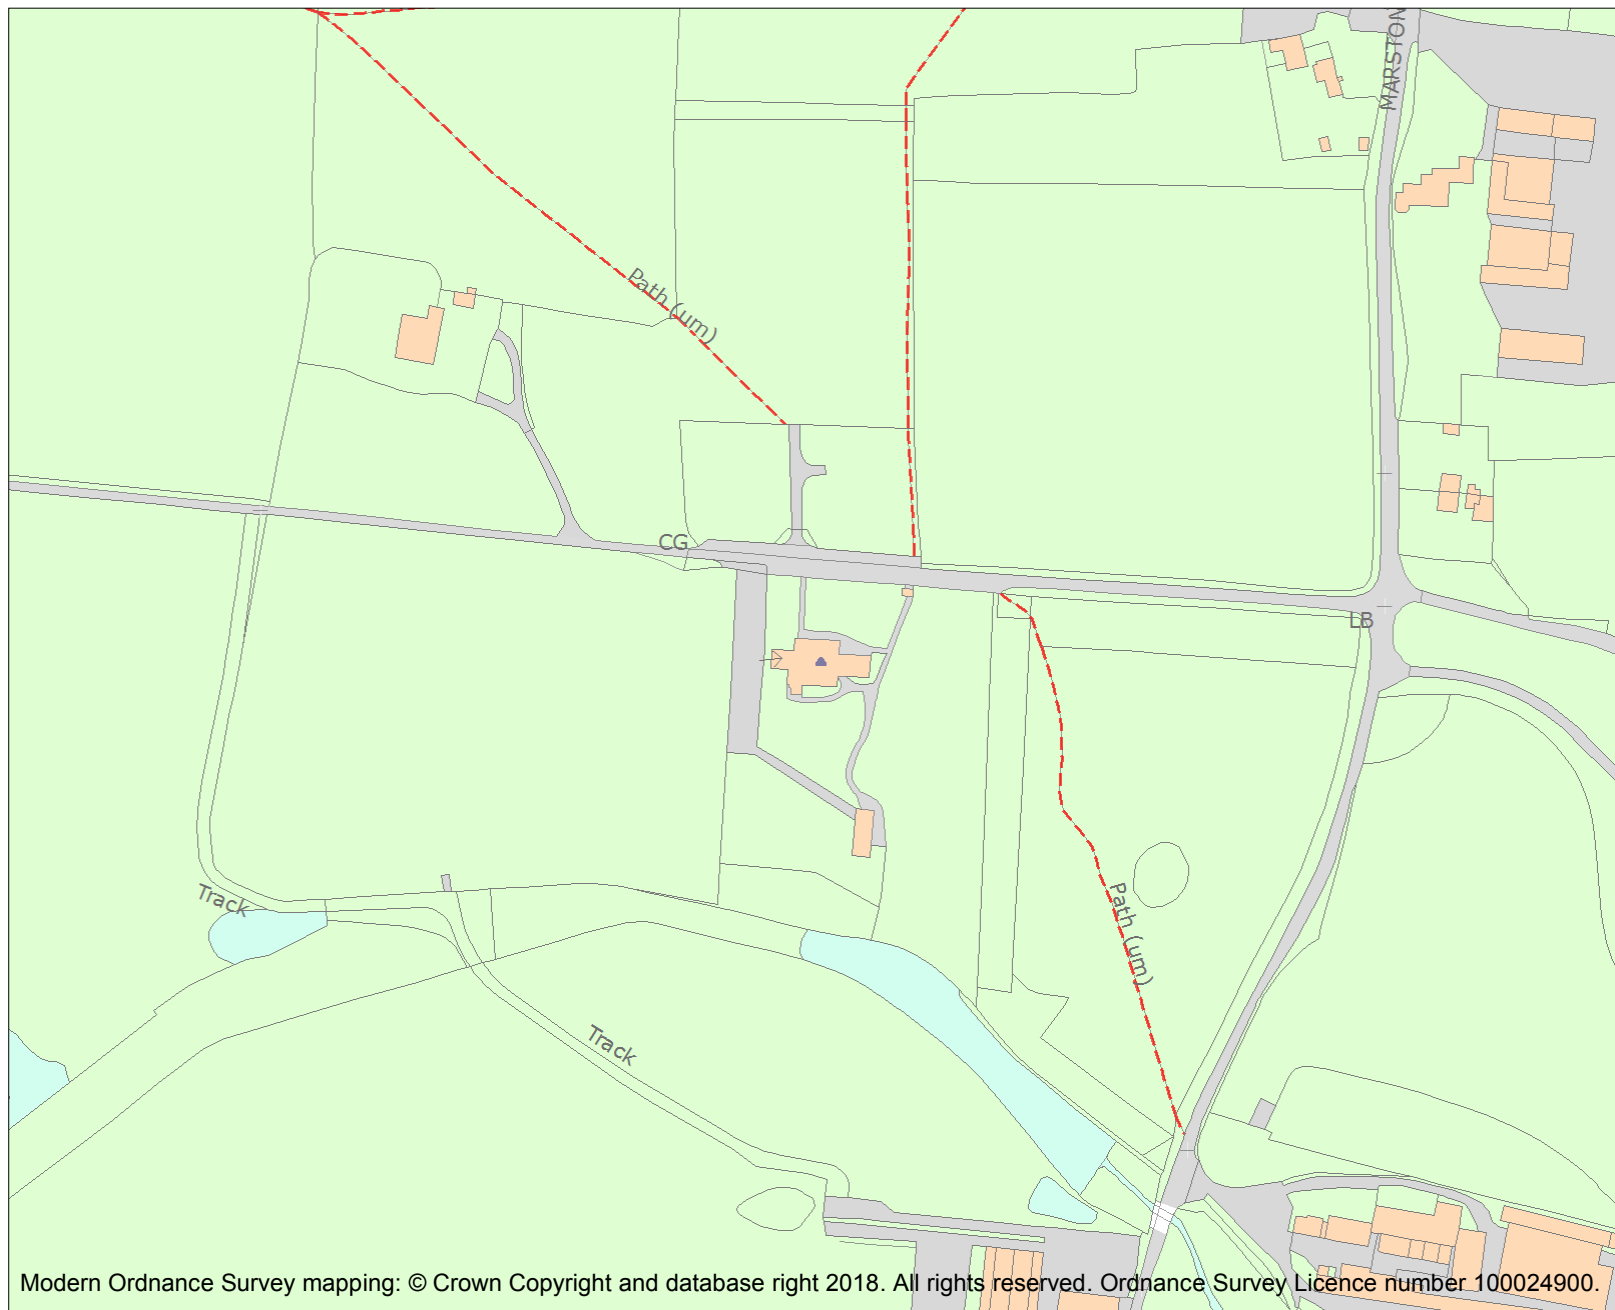 MARSTON
Path (um)
CG
LB
Track
Path (um)
Track
Modern Ordnance Survey mapping: © Crown Copyright and database right 2018. All rights reserved. Ordnance Survey Licence number 100024900.